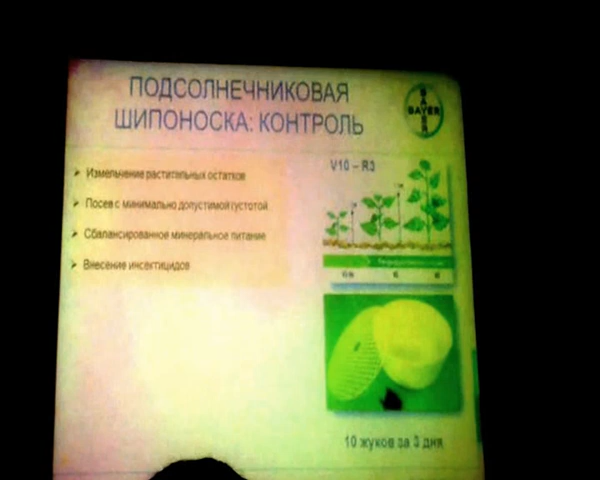 ПОДСОЛНЕЧНИКОВАЯ
ШИПОНОСКА: КОНТРОЛЬ
BAYER
BAYER
V10 – R3
Измельчение растительных остатков
Посев с минимально допустимой густотой
Сбалансированное минеральное питание
Внесение инсектицидов
10 жуков за 3 дня